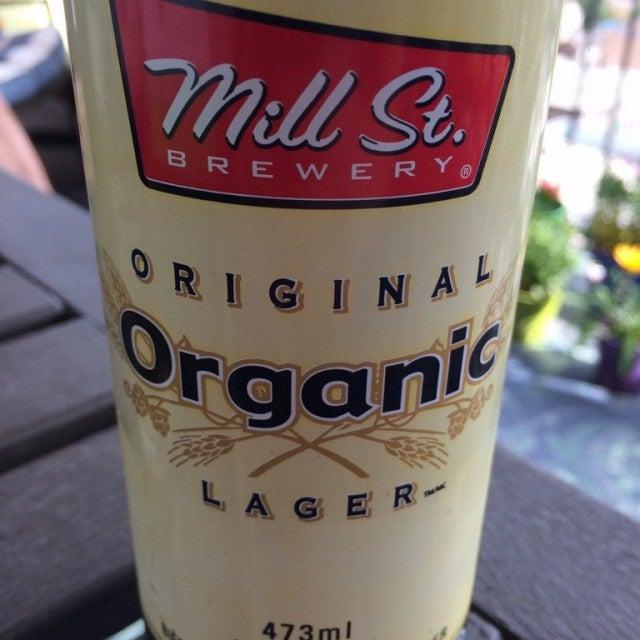 Mill St.
BREWERY®
ORIGINAL
Organic
LAGER
473ml